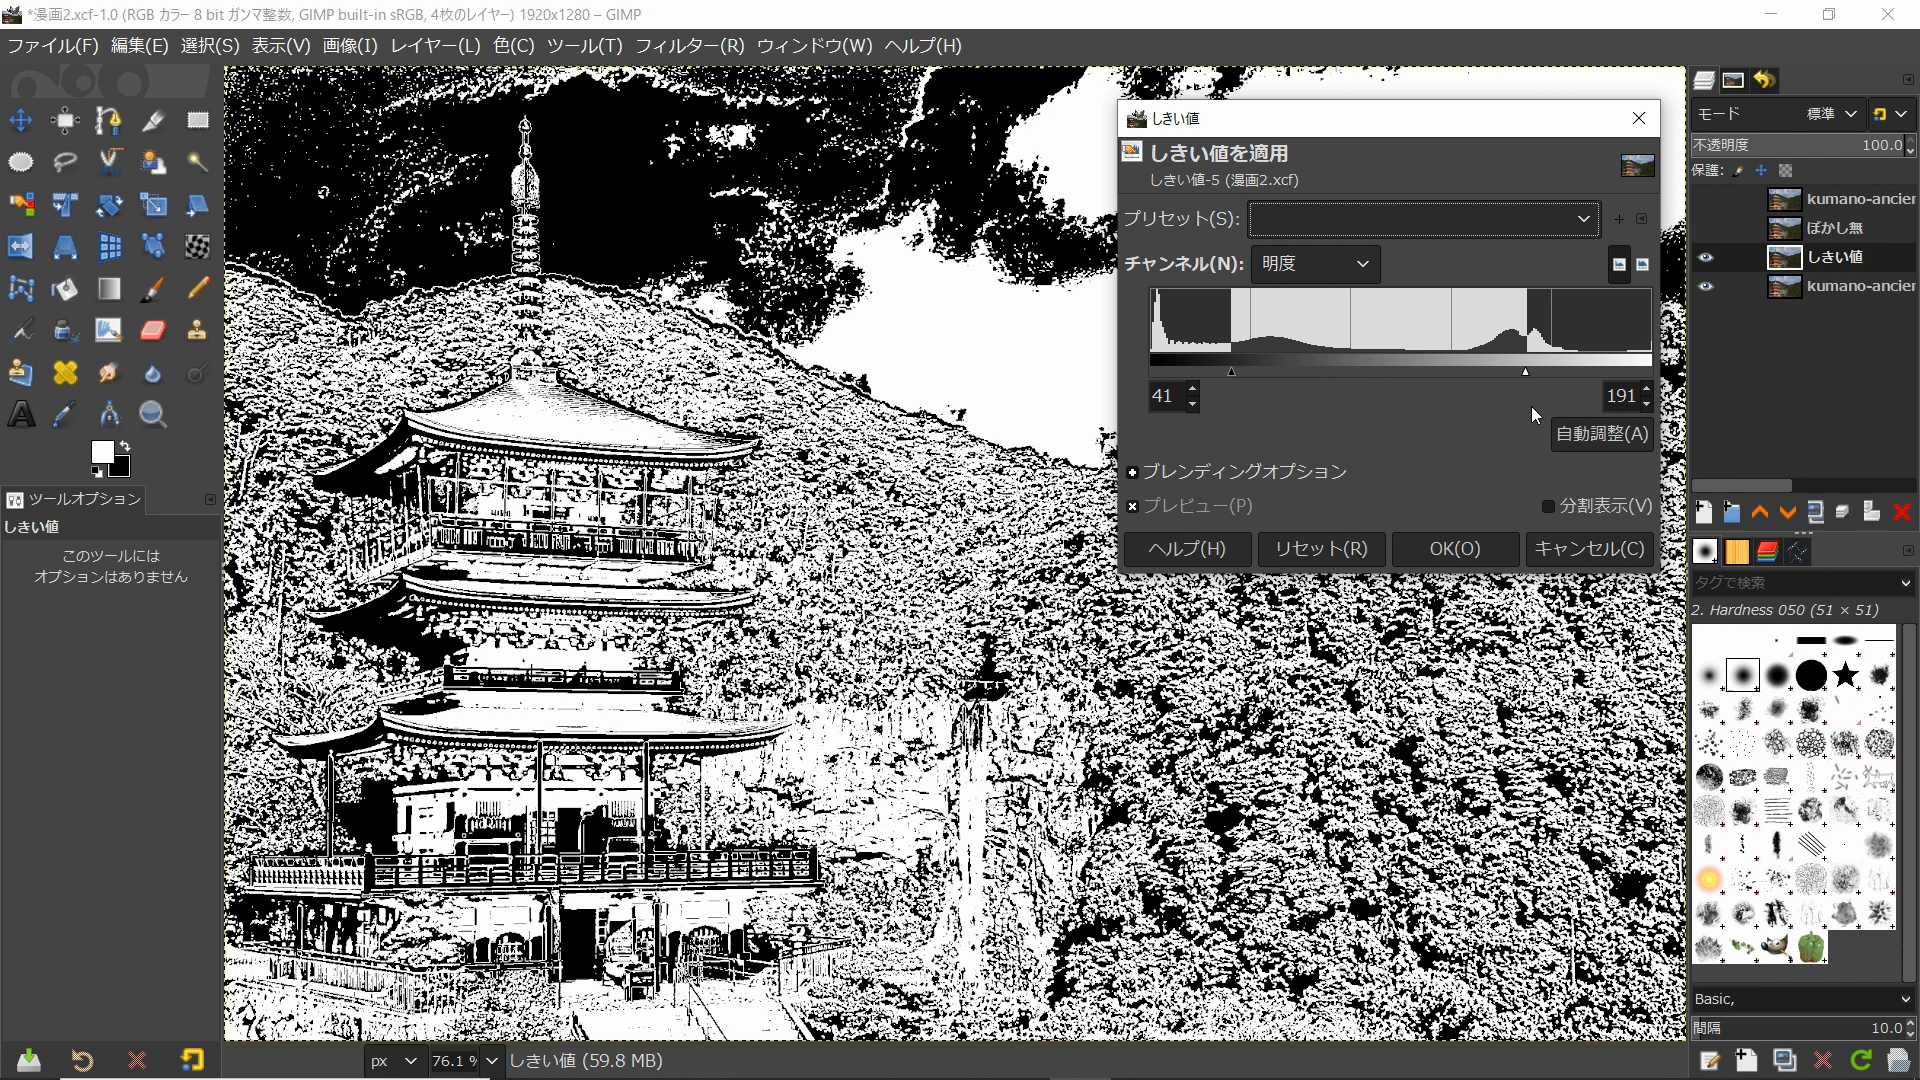 *漫画2.xcf-1.0 (RGB カラー 8 bit ガンマ整数, GIMP built-in sRGB, 4枚のレイヤー) 1920x1280 – GIMP
ファイル(F) 編集(E) 選択(S) 表示(V) 画像(I) レイヤー(L) 色(C) ツール(T) フィルター(R) ウィンドウ(W) ヘルプ(H)
ツールオプション
しきい値
このツールには
オプションはありません
しきい値
しきい値を適用
しきい値-5 (漫画2.xcf)
プリセット(S):
チャンネル(N): 明度
41
191
自動調整(A)
ブレンディングオプション
プレビュー(P)
分割表示(V)
ヘルプ(H) リセット(R) OK(O) キャンセル(C)
モード 標準
不透明度 100.0
保護:
kumano-ancier
ぼかし無
しきい値
kumano-ancier
タグで検索
2. Hardness 050 (51 × 51)
Basic,
間隔 10.0
px 76.1 % しきい値 (59.8 MB)